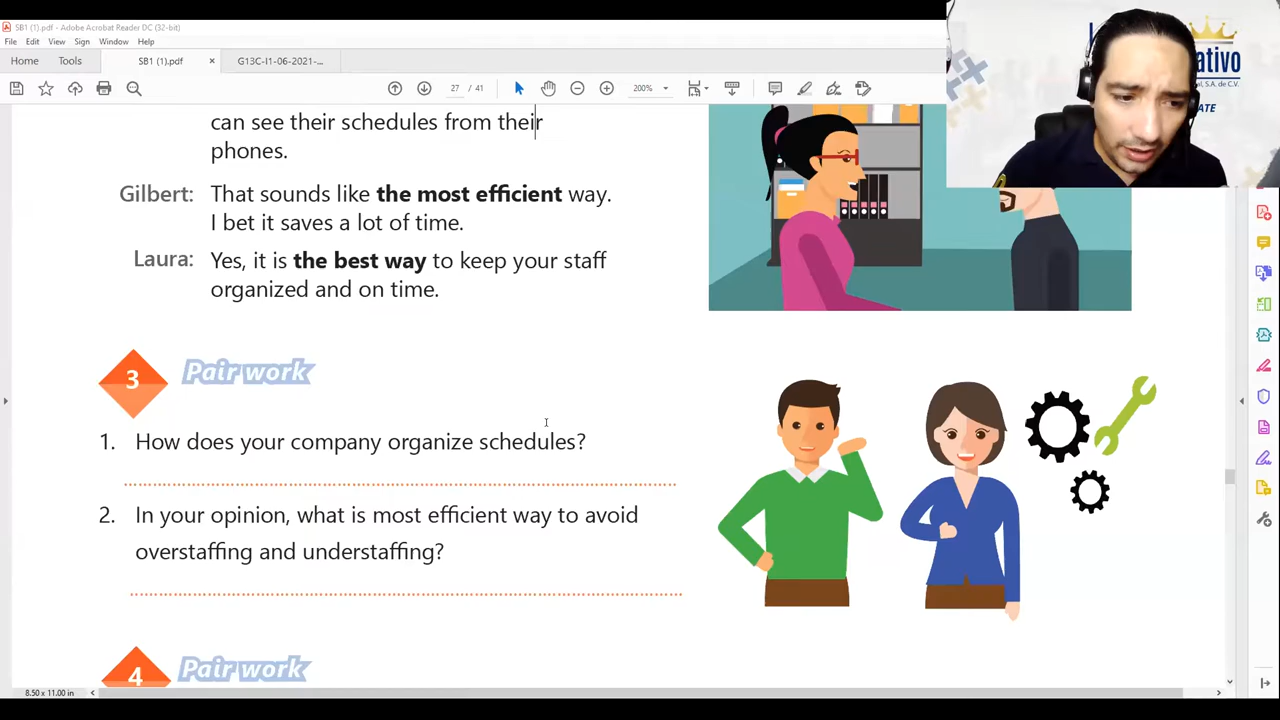 SB1 (1).pdf - Adobe Acrobat Reader DC (32-bit)
File Edit View Sign Window Help
Home Tools SB1 (1).pdf × G13C-I1-06-2021-...
27 / 41 200%
can see their schedules from their
phones.
Gilbert: That sounds like the most efficient way.
I bet it saves a lot of time.
Laura: Yes, it is the best way to keep your staff
organized and on time.
3 Pair work
1. How does your company organize schedules?
2. In your opinion, what is most efficient way to avoid
overstaffing and understaffing?
4 Pair work
8.50 x 11.00 in